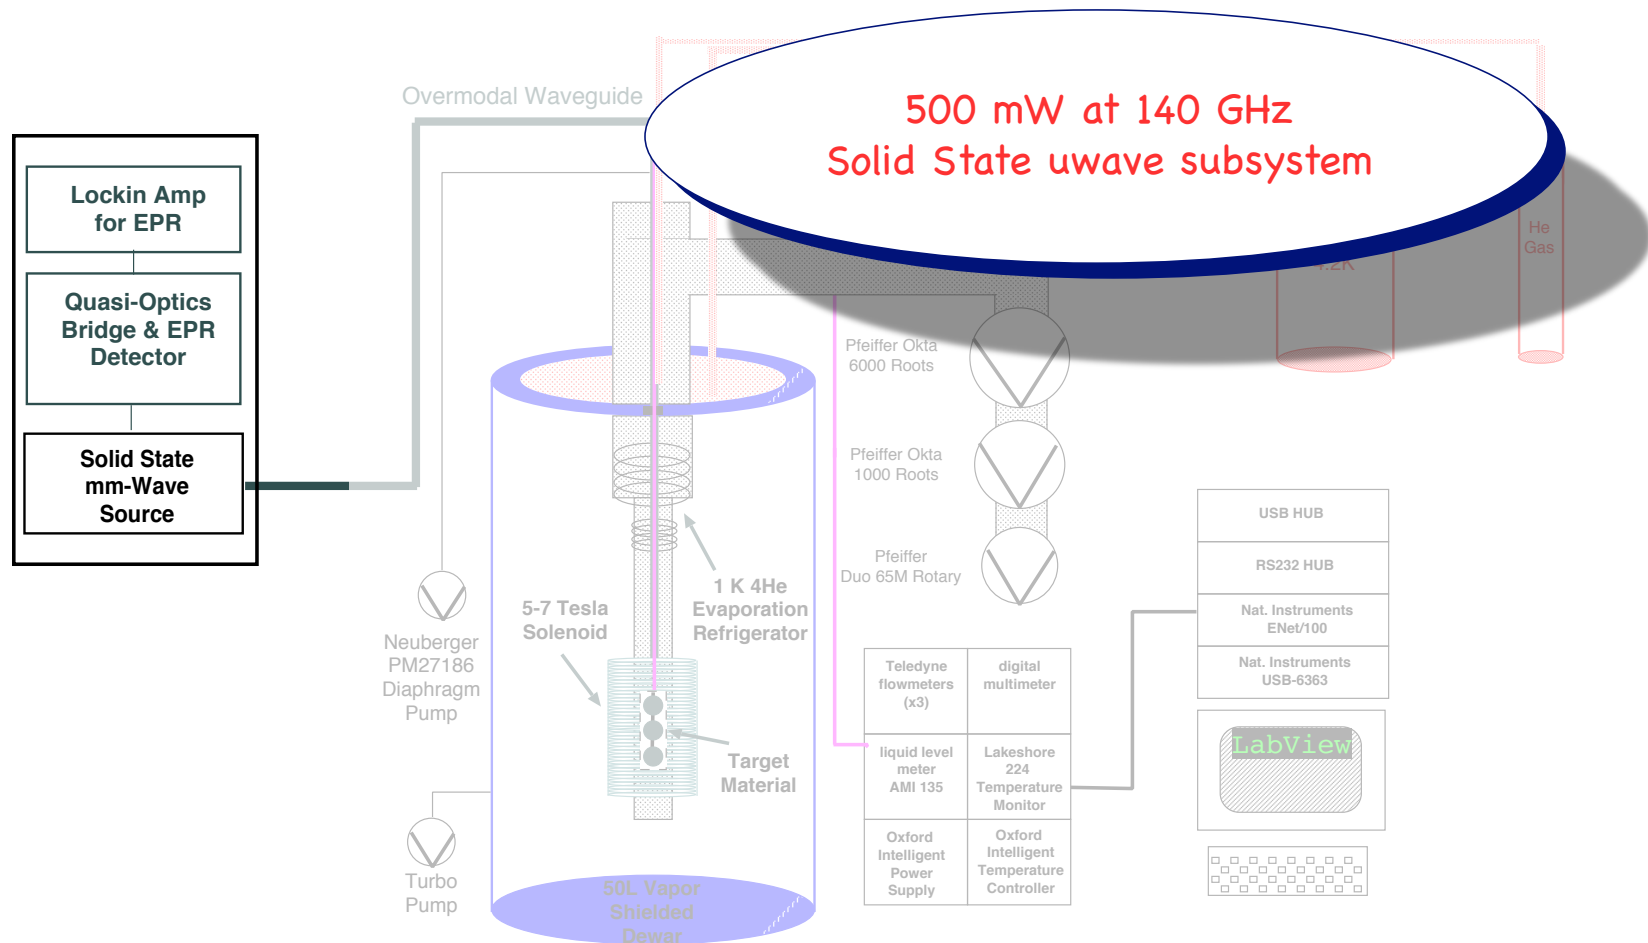 500 mW at 140 GHz
Solid State uwave subsystem
Overmodal Waveguide
Lockin Amp
for EPR
Quasi-Optics
Bridge & EPR
Detector
Solid State
mm-Wave
Source
He
Gas
4.2K
Pfeiffer Okta
6000 Roots
Pfeiffer Okta
1000 Roots
Pfeiffer
Duo 65M Rotary
1 K 4He
Evaporation
Refrigerator
5-7 Tesla
Solenoid
Neuberger
PM27186
Diaphragm
Pump
Target
Material
Turbo
Pump
50L Vapor
Shielded
Dewar
Teledyne
flowmeters
(x3)
digital
multimeter
liquid level
meter
AMI 135
Lakeshore
224
Temperature
Monitor
Oxford
Intelligent
Power
Supply
Oxford
Intelligent
Temperature
Controller
USB HUB
RS232 HUB
Nat. Instruments
ENet/100
Nat. Instruments
USB-6363
LabView